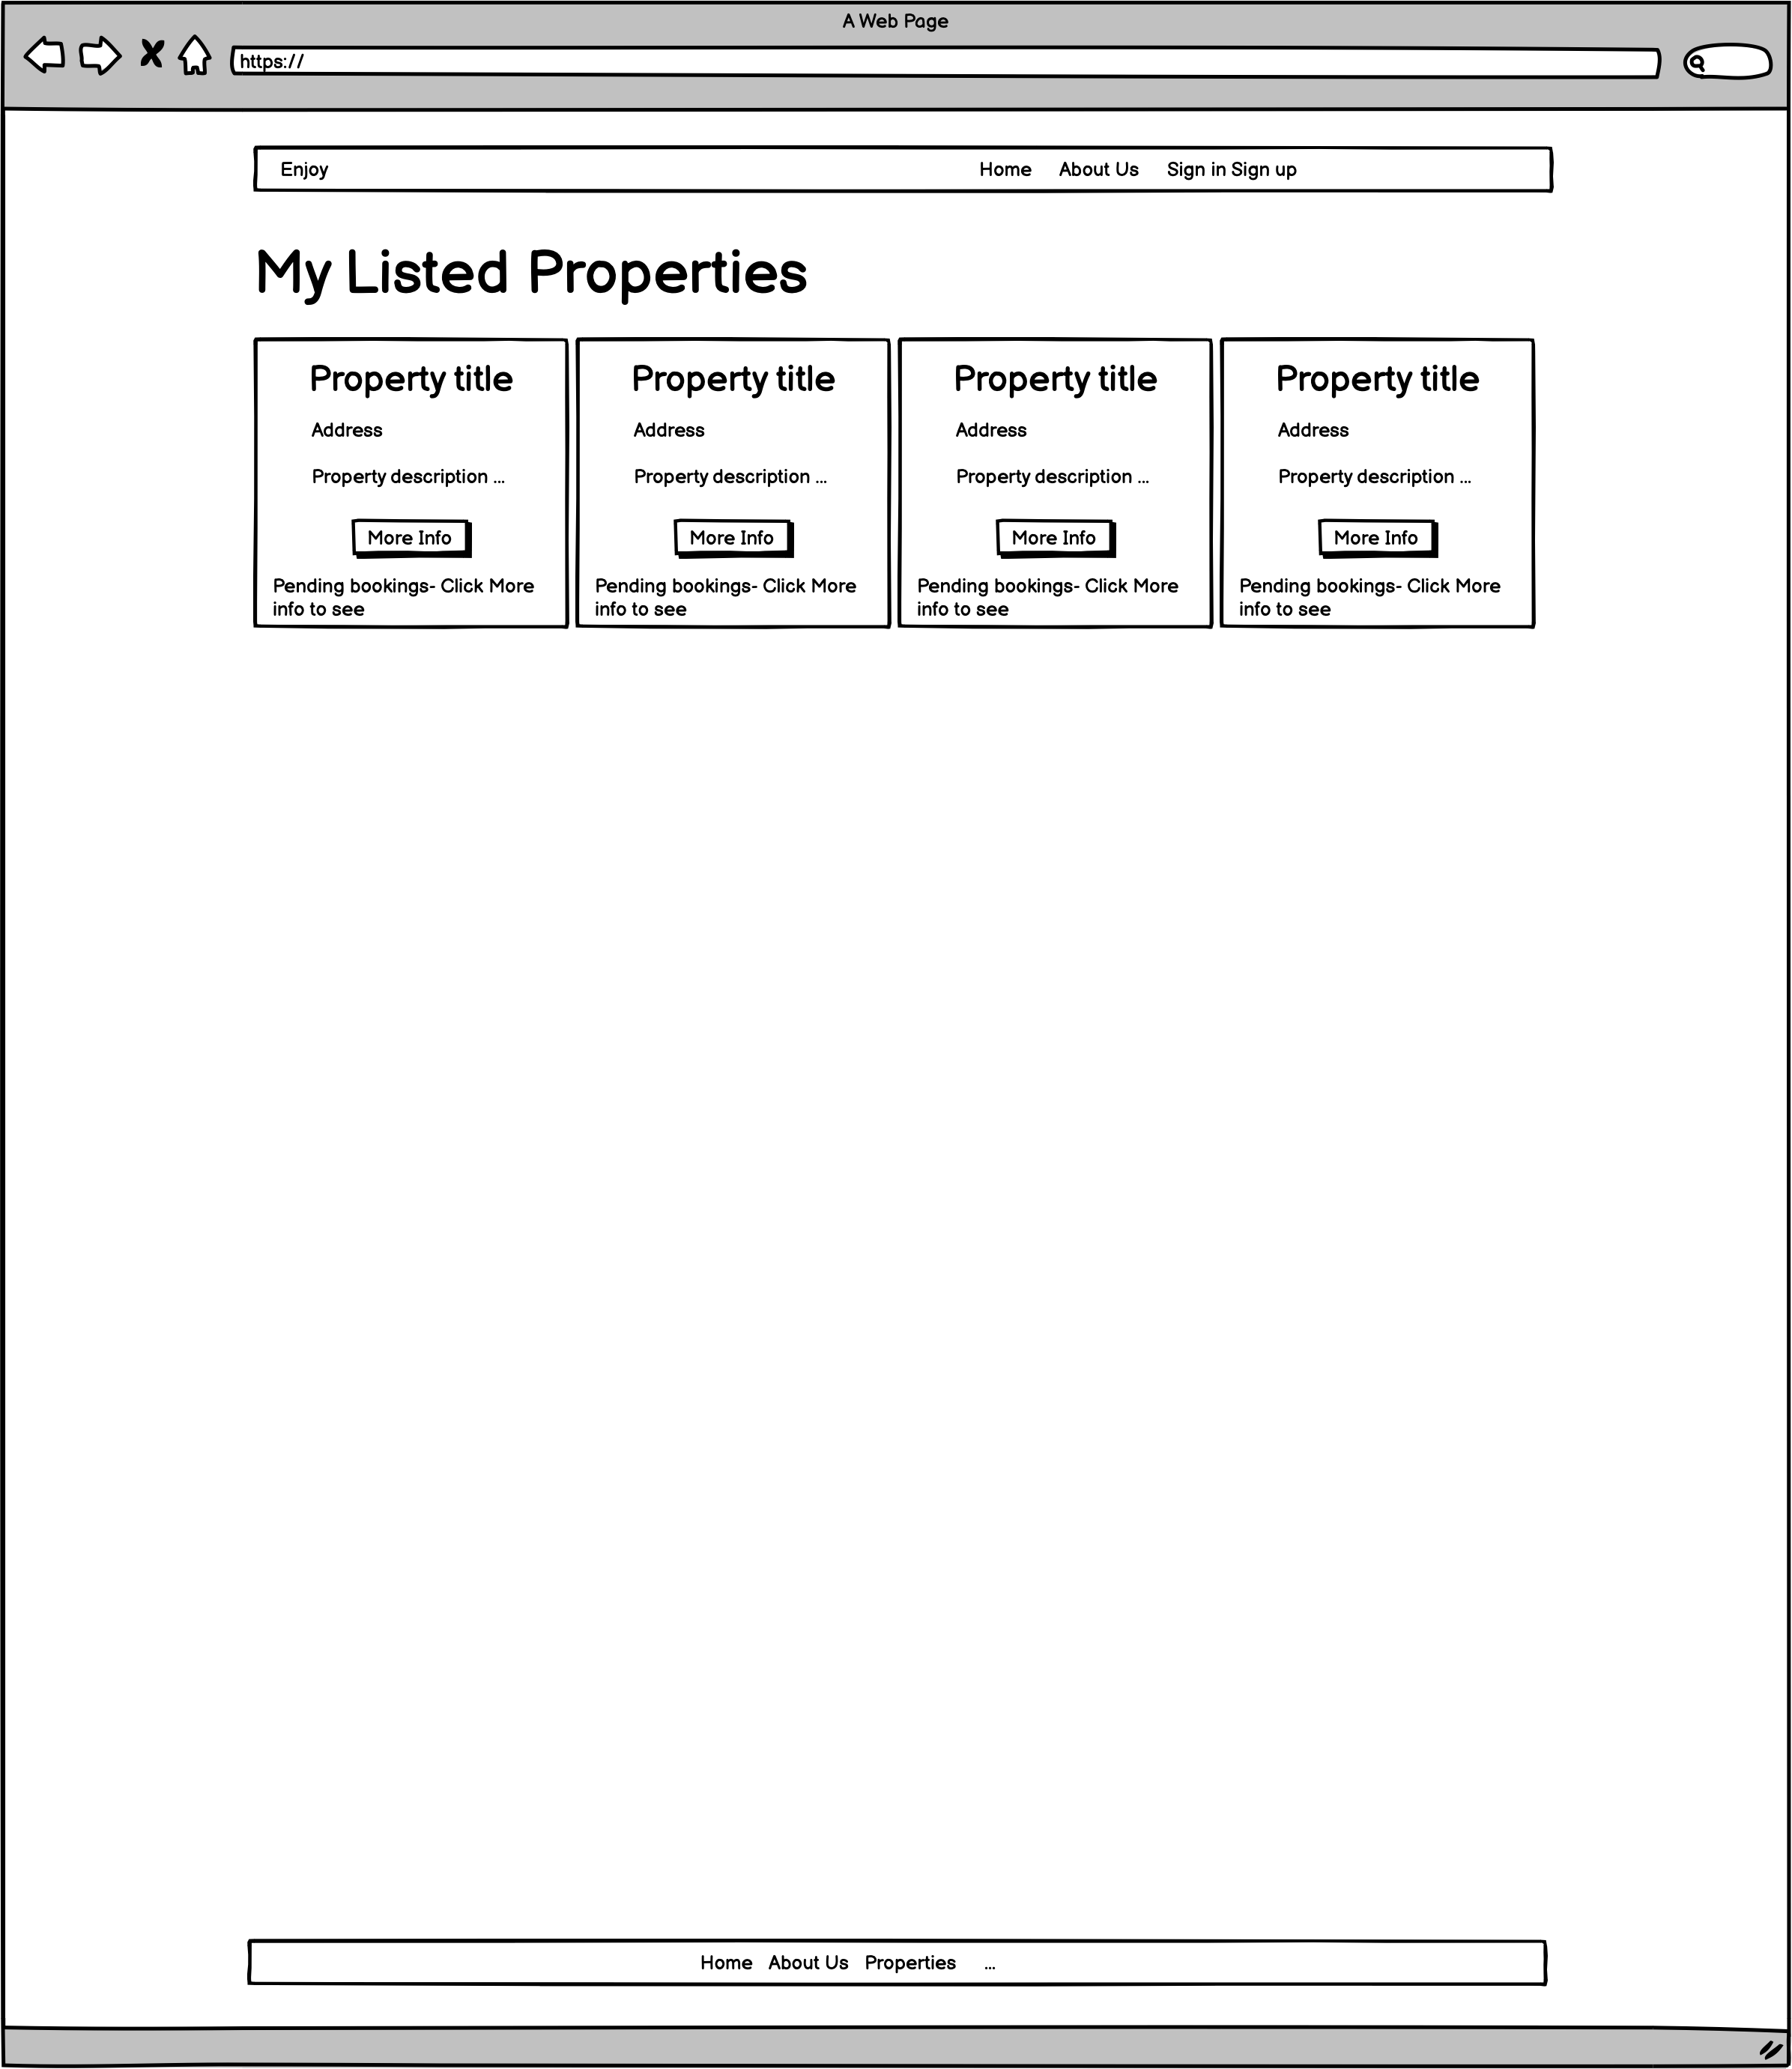 A Web Page
https://
Enjoy
Home About Us Sign in Sign up
My Listed Properties
Property title
Address
Property description ...
More Info
Pending bookings- Click More
info to see
Property title
Address
Property description ...
More Info
Pending bookings- Click More
info to see
Property title
Address
Property description ...
More Info
Pending bookings- Click More
info to see
Property title
Address
Property description ...
More Info
Pending bookings- Click More
info to see
Home About Us Properties ...